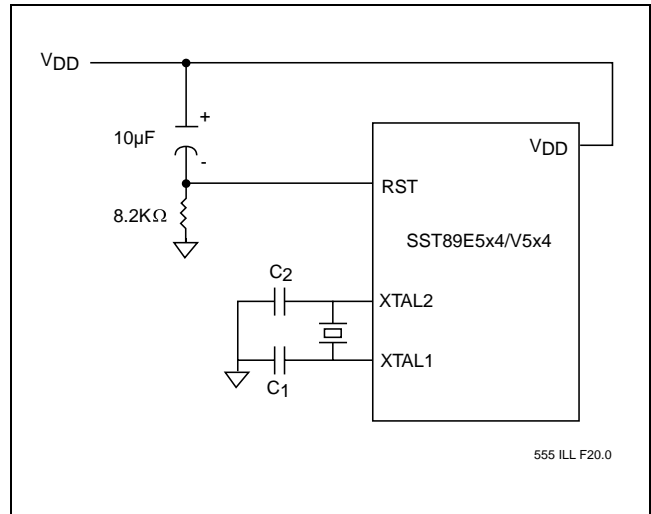 VDD
+
10µF
-
VDD
RST
8.2KΩ
SST89E5x4/V5x4
C2
XTAL2
XTAL1
C1
555 ILL F20.0